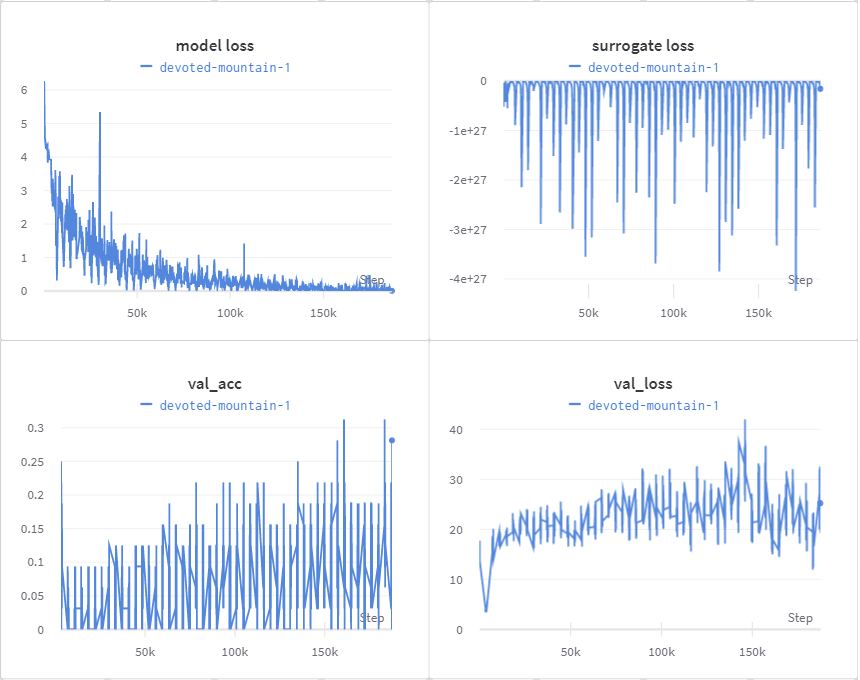 model loss
devoted-mountain-1
6
5
4
3
2
1
0
Step
50k
100k
150k
surrogate loss
devoted-mountain-1
0
-1e+27
-2e+27
-3e+27
-4e+27
Step
50k
100k
150k
val_acc
devoted-mountain-1
0.3
0.25
0.2
0.15
0.1
0.05
0
Step
50k
100k
150k
val_loss
devoted-mountain-1
40
30
20
10
0
Step
50k
100k
150k